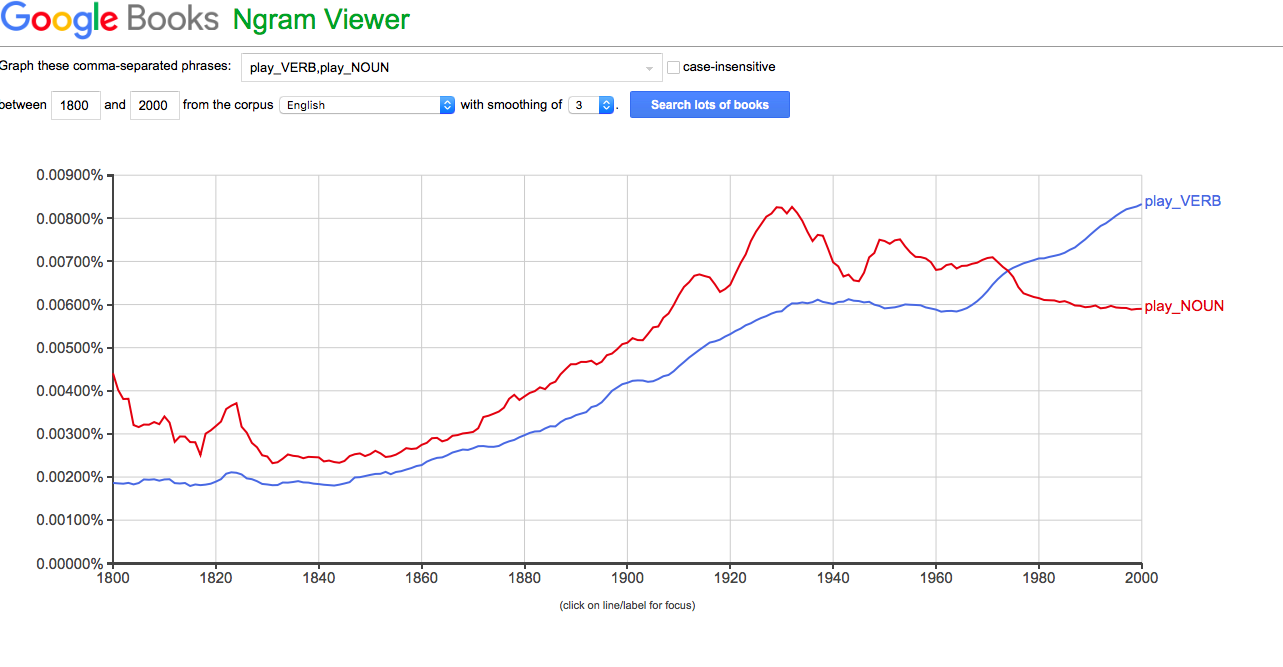 Google Books Ngram Viewer
Graph these comma-separated phrases: play_VERB,play_NOUN case-insensitive
between 1800 and 2000 from the corpus English with smoothing of 3 . Search lots of books
0.00900%
0.00800%
play_VERB
0.00700%
0.00600%
play_NOUN
0.00500%
0.00400%
0.00300%
0.00200%
0.00100%
0.00000%
1800 1820 1840 1860 1880 1900 1920 1940 1960 1980 2000
(click on line/label for focus)